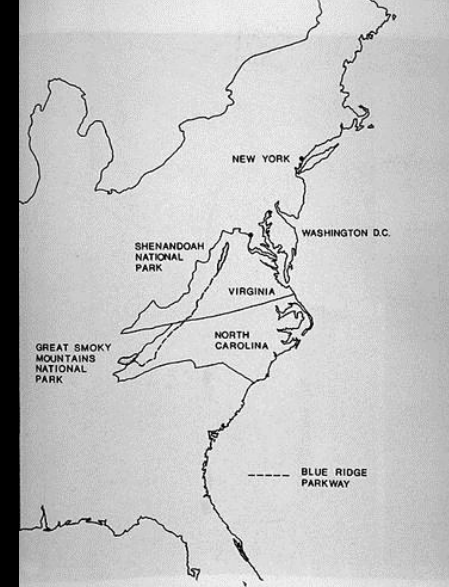 NEW YORK
WASHINGTON D.C.
SHENANDOAH
NATIONAL
PARK
VIRGINIA
NORTH
CAROLINA
GREAT SMOKY
MOUNTAINS
NATIONAL
PARK
BLUE RIDGE
PARKWAY